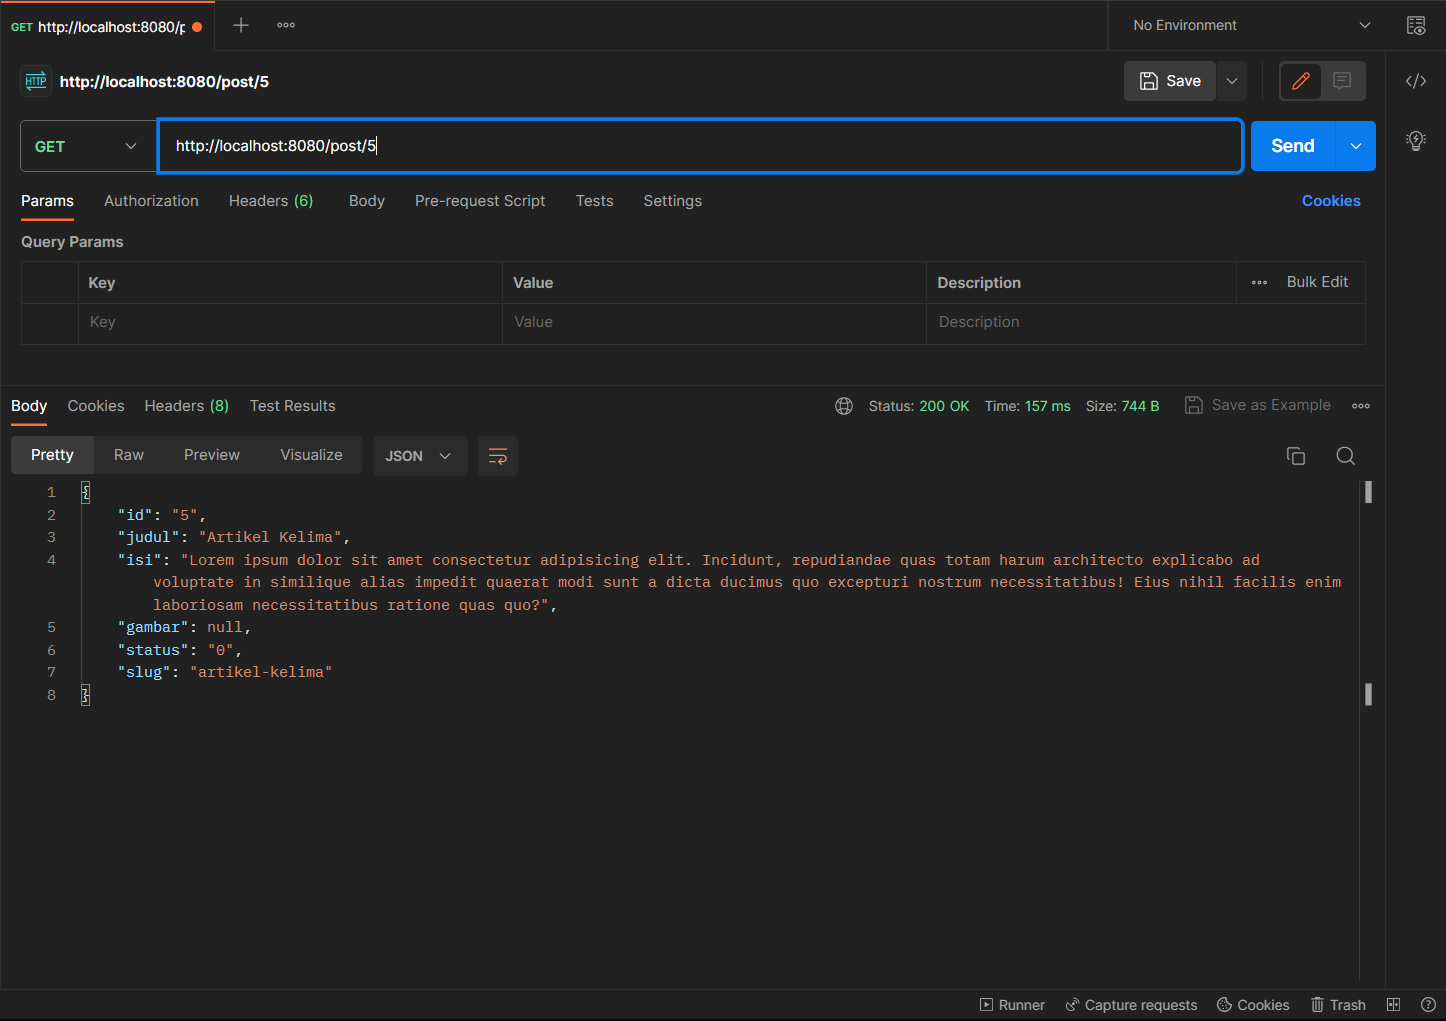 GET http://localhost:8080/p
No Environment
HTTP http://localhost:8080/post/5
Save
GET
http://localhost:8080/post/5
Send
Params Authorization Headers (6) Body Pre-request Script Tests Settings Cookies
Query Params
Key Value Description Bulk Edit
Key Value Description
Body Cookies Headers (8) Test Results Status: 200 OK Time: 157 ms Size: 744 B Save as Example
Pretty Raw Preview Visualize JSON
1 {
2 "id": "5",
3 "judul": "Artikel Kelima",
4 "isi": "Lorem ipsum dolor sit amet consectetur adipisicing elit. Incidunt, repudiandae quas totam harum architecto explicabo ad
voluptate in similique alias impedit quaerat modi sunt a dicta ducimus quo excepturi nostrum necessitatibus! Eius nihil facilis enim
laboriosam necessitatibus ratione quas quo?",
5 "gambar": null,
6 "status": "0",
7 "slug": "artikel-kelima"
8 }
Runner Capture requests Cookies Trash